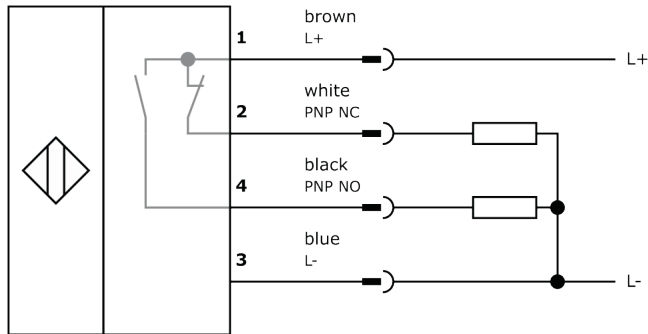 brown
1 L+
L+
white
2 PNP NC
black
4 PNP NO
blue
3 L-
L-